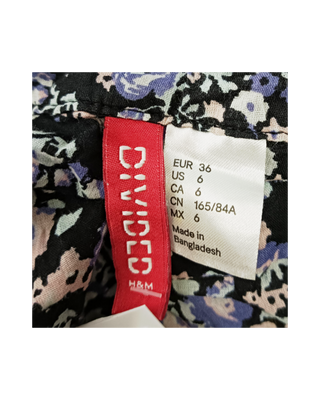 DIVIDED
H&M
EUR 36
US 6
CA 6
CN 165/84A
MX 6
Made in
Bangladesh